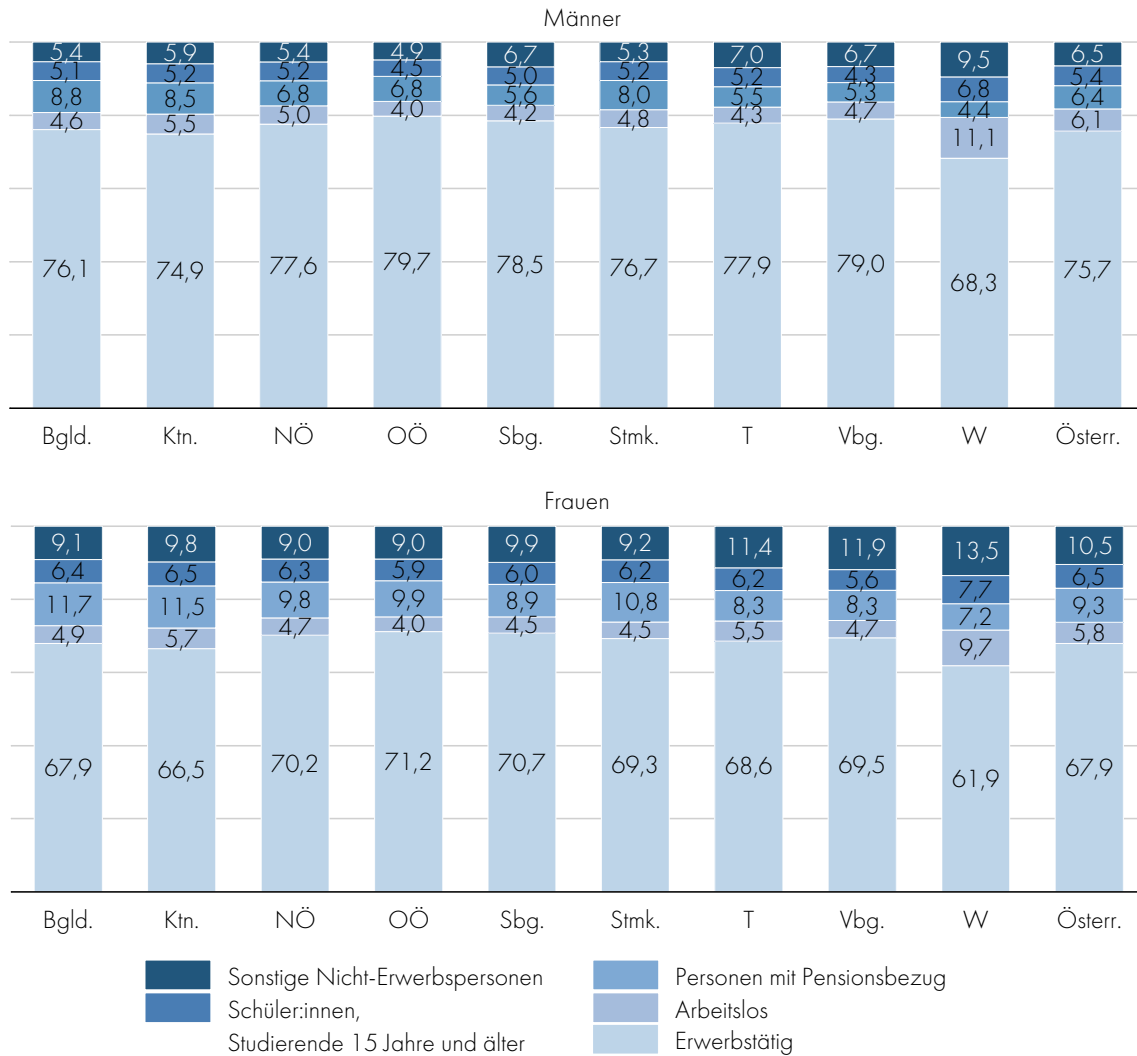 Männer
5,4 5,9 5,4 4,9 6,7 5,3 7,0 6,7 9,5 6,5
5,1 5,2 5,2 4,5 5,0 5,2 5,2 4,3 6,8 5,4
8,8 8,5 6,8 6,8 5,6 8,0 5,5 5,3 4,4 6,4
4,6 5,5 5,0 4,0 4,2 4,8 4,3 4,7 11,1 6,1
76,1 74,9 77,6 79,7 78,5 76,7 77,9 79,0 68,3 75,7
Bgld. Ktn. NÖ OÖ Sbg. Stmk. T Vbg. W Österr.
Frauen
9,1 9,8 9,0 9,0 9,9 9,2 11,4 11,9 13,5 10,5
6,4 6,5 6,3 5,9 6,0 6,2 6,2 5,6 7,7 6,5
11,7 11,5 9,8 9,9 8,9 10,8 8,3 8,3 7,2 9,3
4,9 5,7 4,7 4,0 4,5 4,5 5,5 4,7 9,7 5,8
67,9 66,5 70,2 71,2 70,7 69,3 68,6 69,5 61,9 67,9
Bgld. Ktn. NÖ OÖ Sbg. Stmk. T Vbg. W Österr.
Sonstige Nicht-Erwerbspersonen
Schüler:innen,
Studierende 15 Jahre und älter
Personen mit Pensionsbezug
Arbeitslos
Erwerbstätig